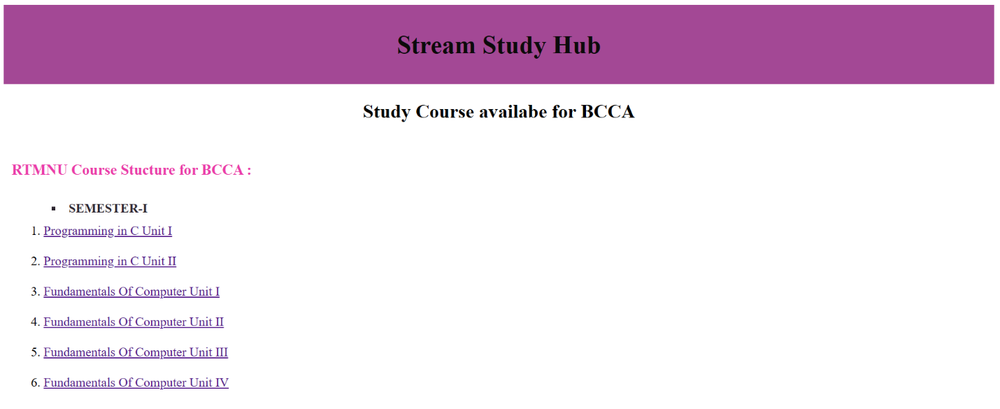 Stream Study Hub
Study Course availabe for BCCA
RTMNU Course Stucture for BCCA :
▪ SEMESTER-I
1. Programming in C Unit I
2. Programming in C Unit II
3. Fundamentals Of Computer Unit I
4. Fundamentals Of Computer Unit II
5. Fundamentals Of Computer Unit III
6. Fundamentals Of Computer Unit IV